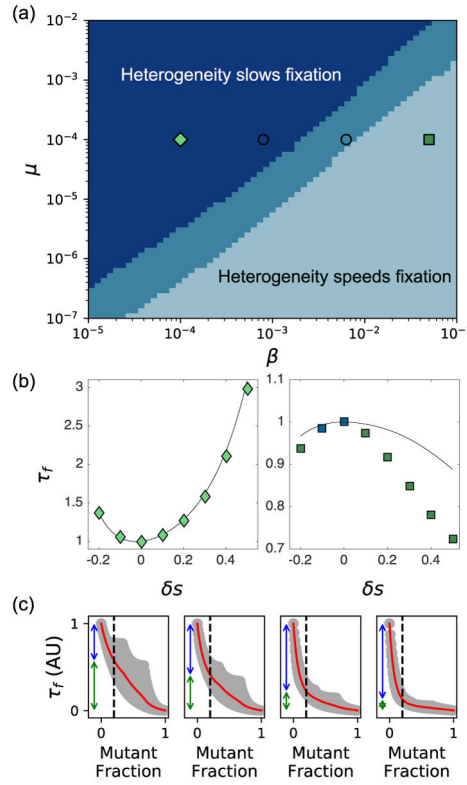 (a)
10⁻²
10⁻³
10⁻⁴
10⁻⁵
10⁻⁶
10⁻⁷
μ
Heterogeneity slows fixation
Heterogeneity speeds fixation
10⁻⁵ 10⁻⁴ 10⁻³ 10⁻² 10⁻¹
β
(b)
3
2.5
2
1.5
1
τf
-0.2 0 0.2 0.4
δs
1.1
1
0.9
0.8
0.7
-0.2 0 0.2 0.4
δs
(c)
τf (AU)
1
0
0 1 0 1 0 1 0 1
Mutant Mutant Mutant Mutant
Fraction Fraction Fraction Fraction